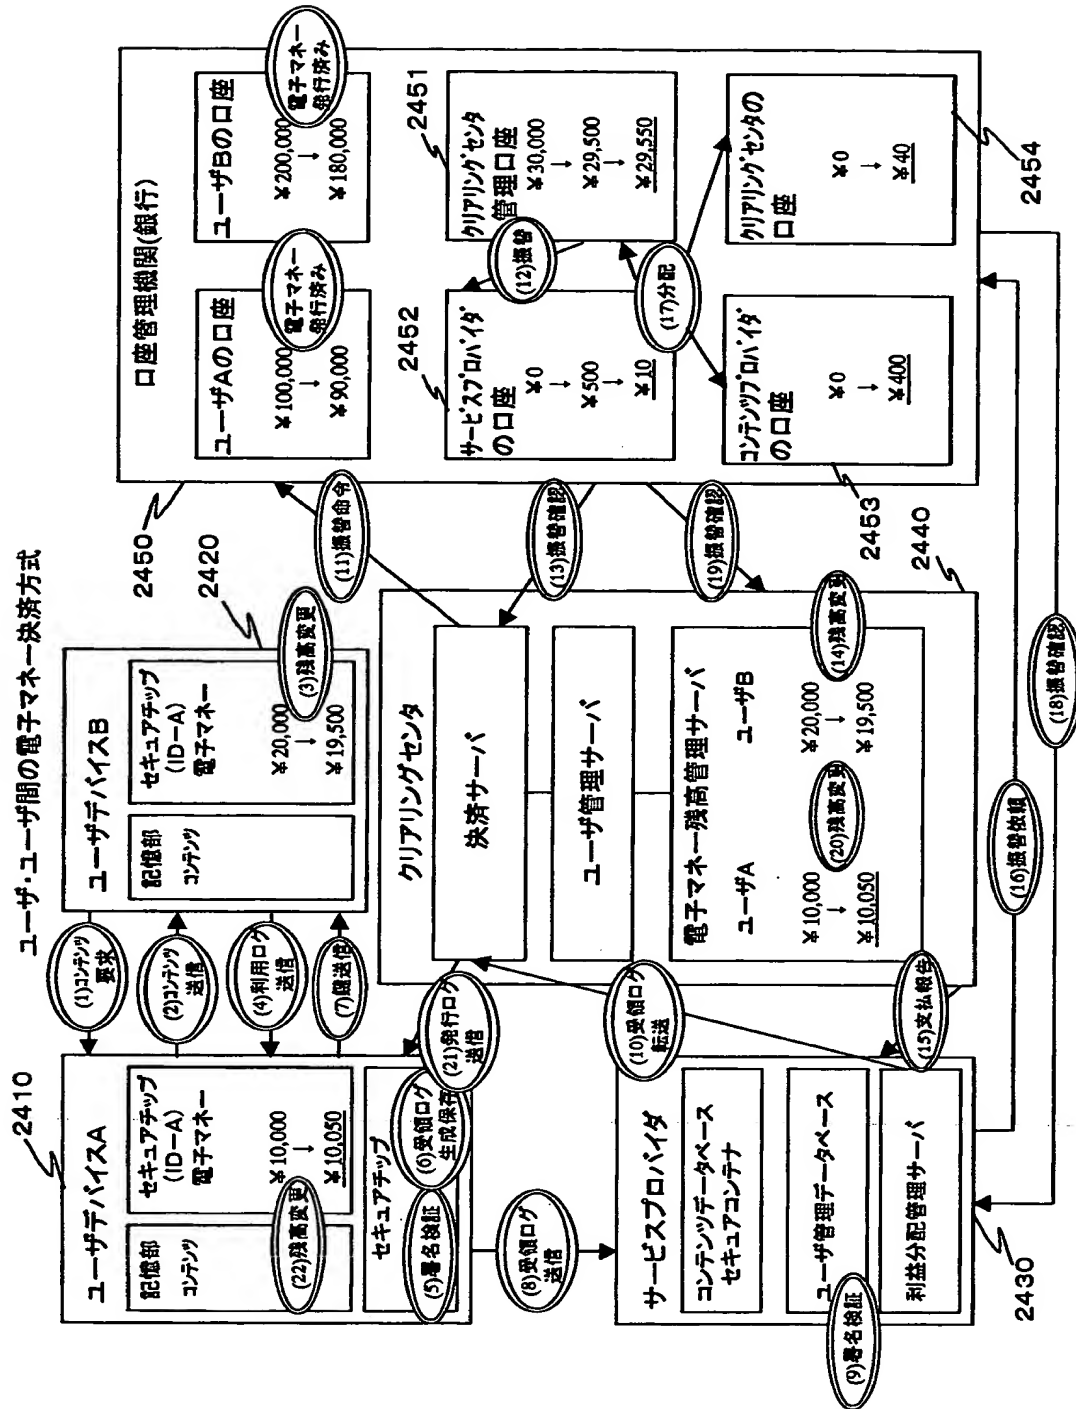 ユーザ・ユーザ間の電子マネー決済方式
2410
ユーザデバイスA
記憶部
コンテンツ
セキュアチップ
(ID-A)
電子マネー
¥10,000
↓
¥10,050
(22)残高変更
セキュアチップ
(5)署名検証
(6)受領ログ
生成保存
(1)コンテンツ
要求
(2)コンテンツ
送信
(4)利用ログ
送信
(7)鍵送信
2420
ユーザデバイスB
記憶部
コンテンツ
セキュアチップ
(ID-A)
電子マネー
¥20,000
↓
¥19,500
(3)残高変更
(21)発行ログ
送信
(8)受領ログ
送信
サービスプロバイダ
コンテンツデータベース
セキュアコンテナ
ユーザ管理データベース
(9)署名検証
利益分配管理サーバ
2430
(10)受領ログ
転送
(15)支払報告
クリアリングセンタ
決済サーバ
ユーザ管理サーバ
電子マネー残高管理サーバ
ユーザA
¥10,000
↓
¥10,050
(20)残高変更
ユーザB
¥20,000
↓
¥19,500
(14)残高変更
2440
(11)振替命令
(13)振替確認
(19)振替確認
(16)振替依頼
(18)振替確認
2450
口座管理機関(銀行)
ユーザAの口座
¥100,000
↓
¥90,000
電子マネー
発行済み
ユーザBの口座
¥200,000
↓
¥180,000
電子マネー
発行済み
2452
サービスプロバイダ
の口座
¥0
↓
¥500
↓
¥10
(12)振替
2451
クリアリングセンタ
管理口座
¥30,000
↓
¥29,500
↓
¥29,550
(17)分配
コンテンツプロバイダ
の口座
¥0
↓
¥400
2453
クリアリングセンタの
口座
¥0
↓
¥40
2454